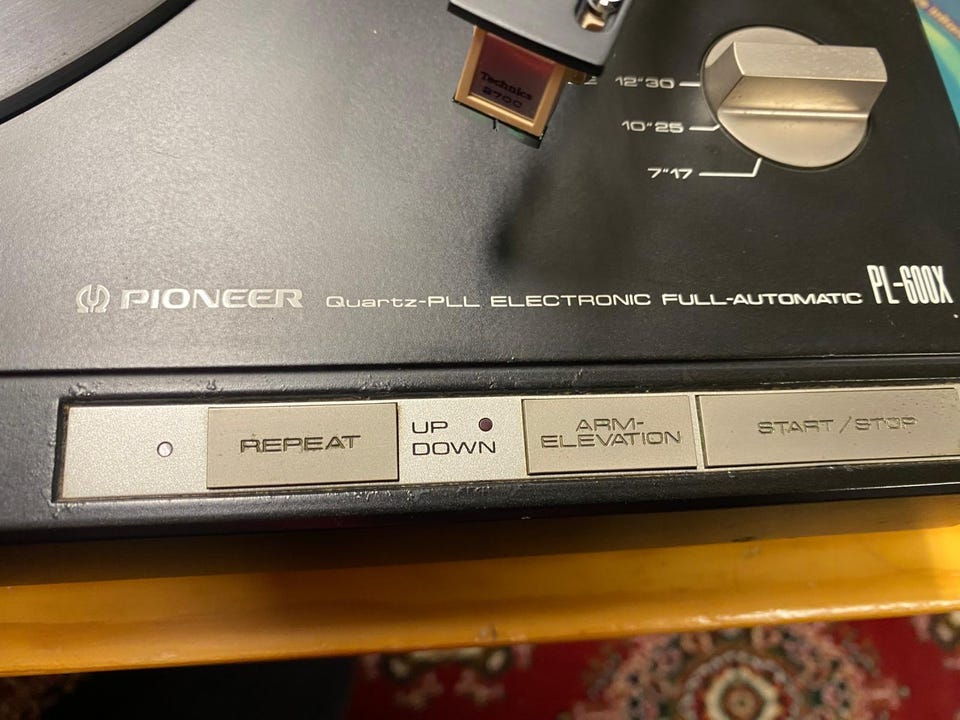 Technics
270C
12"30
10"25
7"17
PIONEER Quartz-PLL ELECTRONIC FULL-AUTOMATIC PL-600X
REPEAT
UP
DOWN
ARM-
ELEVATION
START/STOP